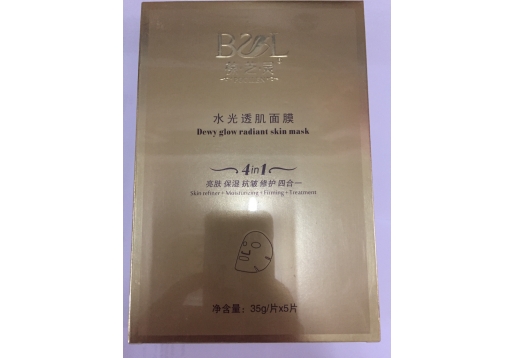 水光透肌面膜
Dewy glow radiant skin mask
4in1
亮肤 保湿 抗皱 修护 四合一
Skin refiner • Moisturizing • Firming • Treatment
净含量：35g/片x5片